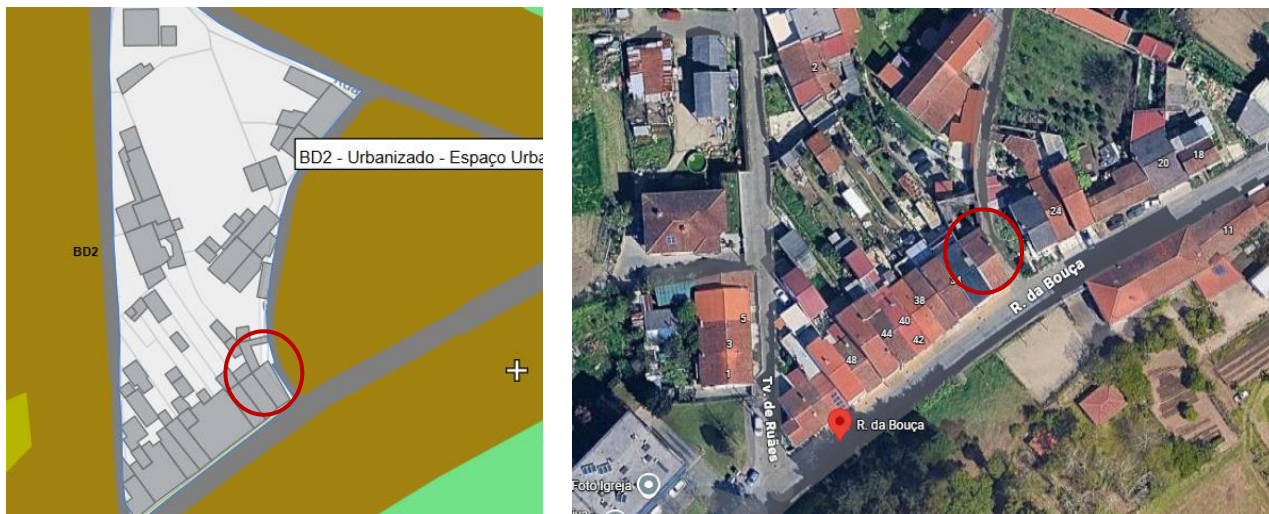 Rua
BD2 - Urbanizado - Espaço Urba
BD2
2
20
18
24
11
38
40
44
42
48
5
3
1
R. da Bouça
Tv. de Ruães
R. da Bouça
Foto Igreja